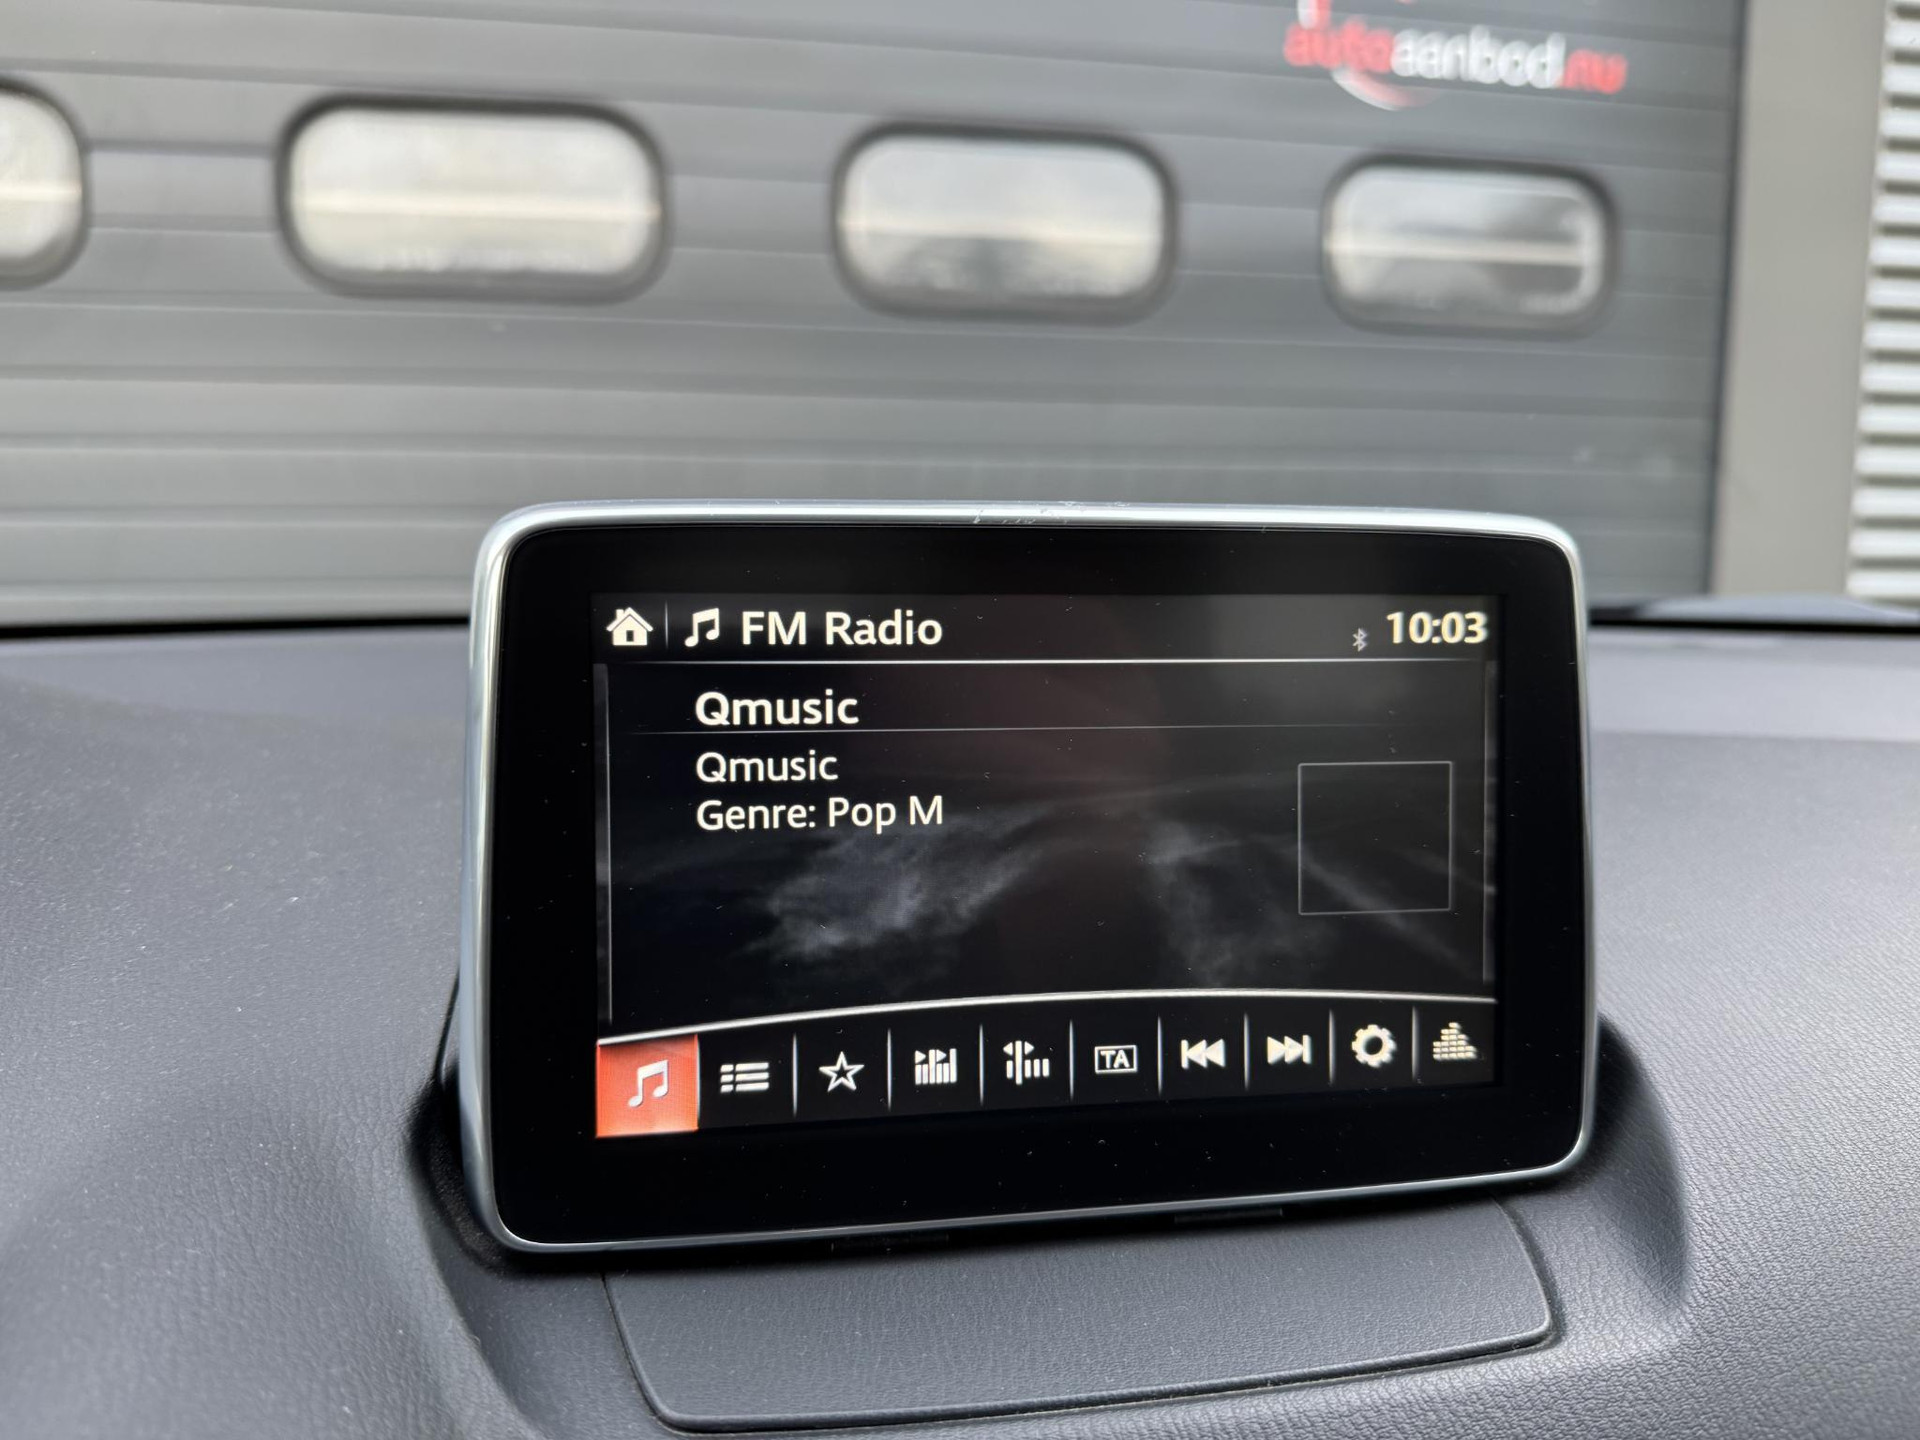 autoaanbod.nu
FM Radio
10:03
Qmusic
Qmusic
Genre: Pop M
TA